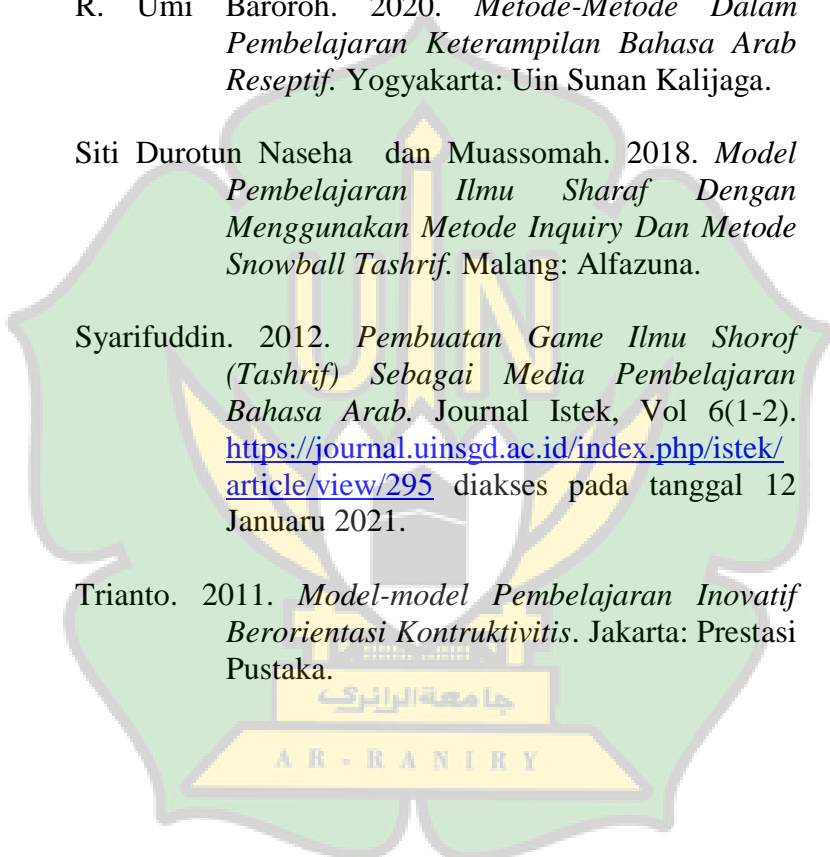 R. Umi Baroroh. 2020. Metode-Metode Dalam
Pembelajaran Keterampilan Bahasa Arab
Reseptif. Yogyakarta: Uin Sunan Kalijaga.
Siti Durotun Naseha dan Muassomah. 2018. Model
Pembelajaran Ilmu Sharaf Dengan
Menggunakan Metode Inquiry Dan Metode
Snowball Tashrif. Malang: Alfazuna.
Syarifuddin. 2012. Pembuatan Game Ilmu Shorof
(Tashrif) Sebagai Media Pembelajaran
Bahasa Arab. Journal Istek, Vol 6(1-2).
https://journal.uinsgd.ac.id/index.php/istek/
article/view/295 diakses pada tanggal 12
Januaru 2021.
Trianto. 2011. Model-model Pembelajaran Inovatif
Berorientasi Kontruktivitis. Jakarta: Prestasi
Pustaka.
UIN
جامعةالرانري
AR-RANIRY